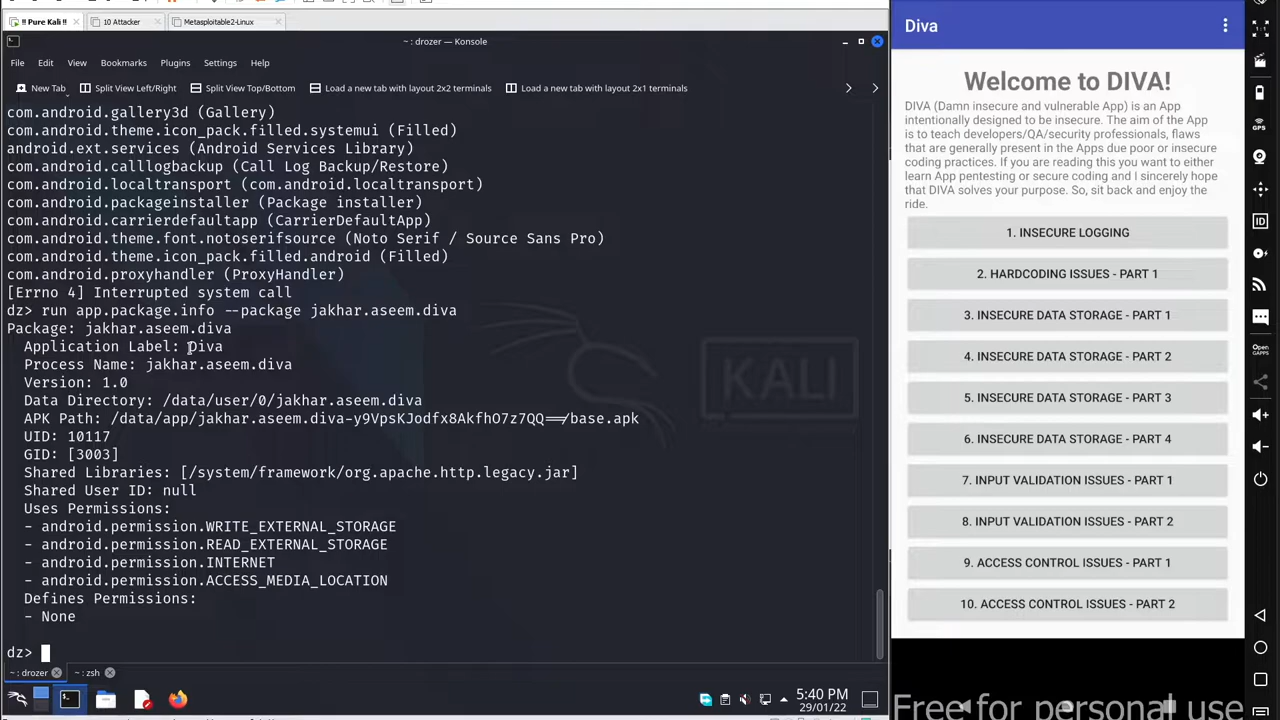 !! Pure Kali !!
10 Attacker
Metasploitable2-Linux
~ : drozer — Konsole
File Edit View Bookmarks Plugins Settings Help
New Tab Split View Left/Right Split View Top/Bottom Load a new tab with layout 2x2 terminals Load a new tab with layout 2x1 terminals
com.android.gallery3d (Gallery)
com.android.theme.icon_pack.filled.systemui (Filled)
android.ext.services (Android Services Library)
com.android.calllogbackup (Call Log Backup/Restore)
com.android.localtransport (com.android.localtransport)
com.android.packageinstaller (Package installer)
com.android.carrierdefaultapp (CarrierDefaultApp)
com.android.theme.font.notoserifsource (Noto Serif / Source Sans Pro)
com.android.theme.icon_pack.filled.android (Filled)
com.android.proxyhandler (ProxyHandler)
[Errno 4] Interrupted system call
dz> run app.package.info --package jakhar.aseem.diva
Package: jakhar.aseem.diva
Application Label: Diva
Process Name: jakhar.aseem.diva
Version: 1.0
Data Directory: /data/user/0/jakhar.aseem.diva
APK Path: /data/app/jakhar.aseem.diva-y9VpsKJodfx8AkfhO7z7QQ==/base.apk
UID: 10117
GID: [3003]
Shared Libraries: [/system/framework/org.apache.http.legacy.jar]
Shared User ID: null
Uses Permissions:
- android.permission.WRITE_EXTERNAL_STORAGE
- android.permission.READ_EXTERNAL_STORAGE
- android.permission.INTERNET
- android.permission.ACCESS_MEDIA_LOCATION
Defines Permissions:
- None
dz>
~ : drozer
~ : zsh
5:40 PM
29/01/22
KALI
Diva
Welcome to DIVA!
DIVA (Damn insecure and vulnerable App) is an App
intentionally designed to be insecure. The aim of the App
is to teach developers/QA/security professionals, flaws
that are generally present in the Apps due poor or insecure
coding practices. If you are reading this you want to either
learn App pentesting or secure coding and I sincerely hope
that DIVA solves your purpose. So, sit back and enjoy the
ride.
1. INSECURE LOGGING
2. HARDCODING ISSUES - PART 1
3. INSECURE DATA STORAGE - PART 1
4. INSECURE DATA STORAGE - PART 2
5. INSECURE DATA STORAGE - PART 3
6. INSECURE DATA STORAGE - PART 4
7. INPUT VALIDATION ISSUES - PART 1
8. INPUT VALIDATION ISSUES - PART 2
9. ACCESS CONTROL ISSUES - PART 1
10. ACCESS CONTROL ISSUES - PART 2
Free for personal use
GPS
ID
OPEN
GAPPS